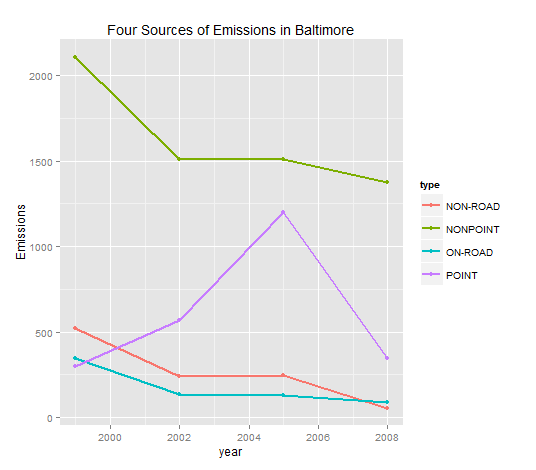 Four Sources of Emissions in Baltimore
2000
1500
1000
500
0
Emissions
2000
2002
2004
2006
2008
year
type
NON-ROAD
NONPOINT
ON-ROAD
POINT